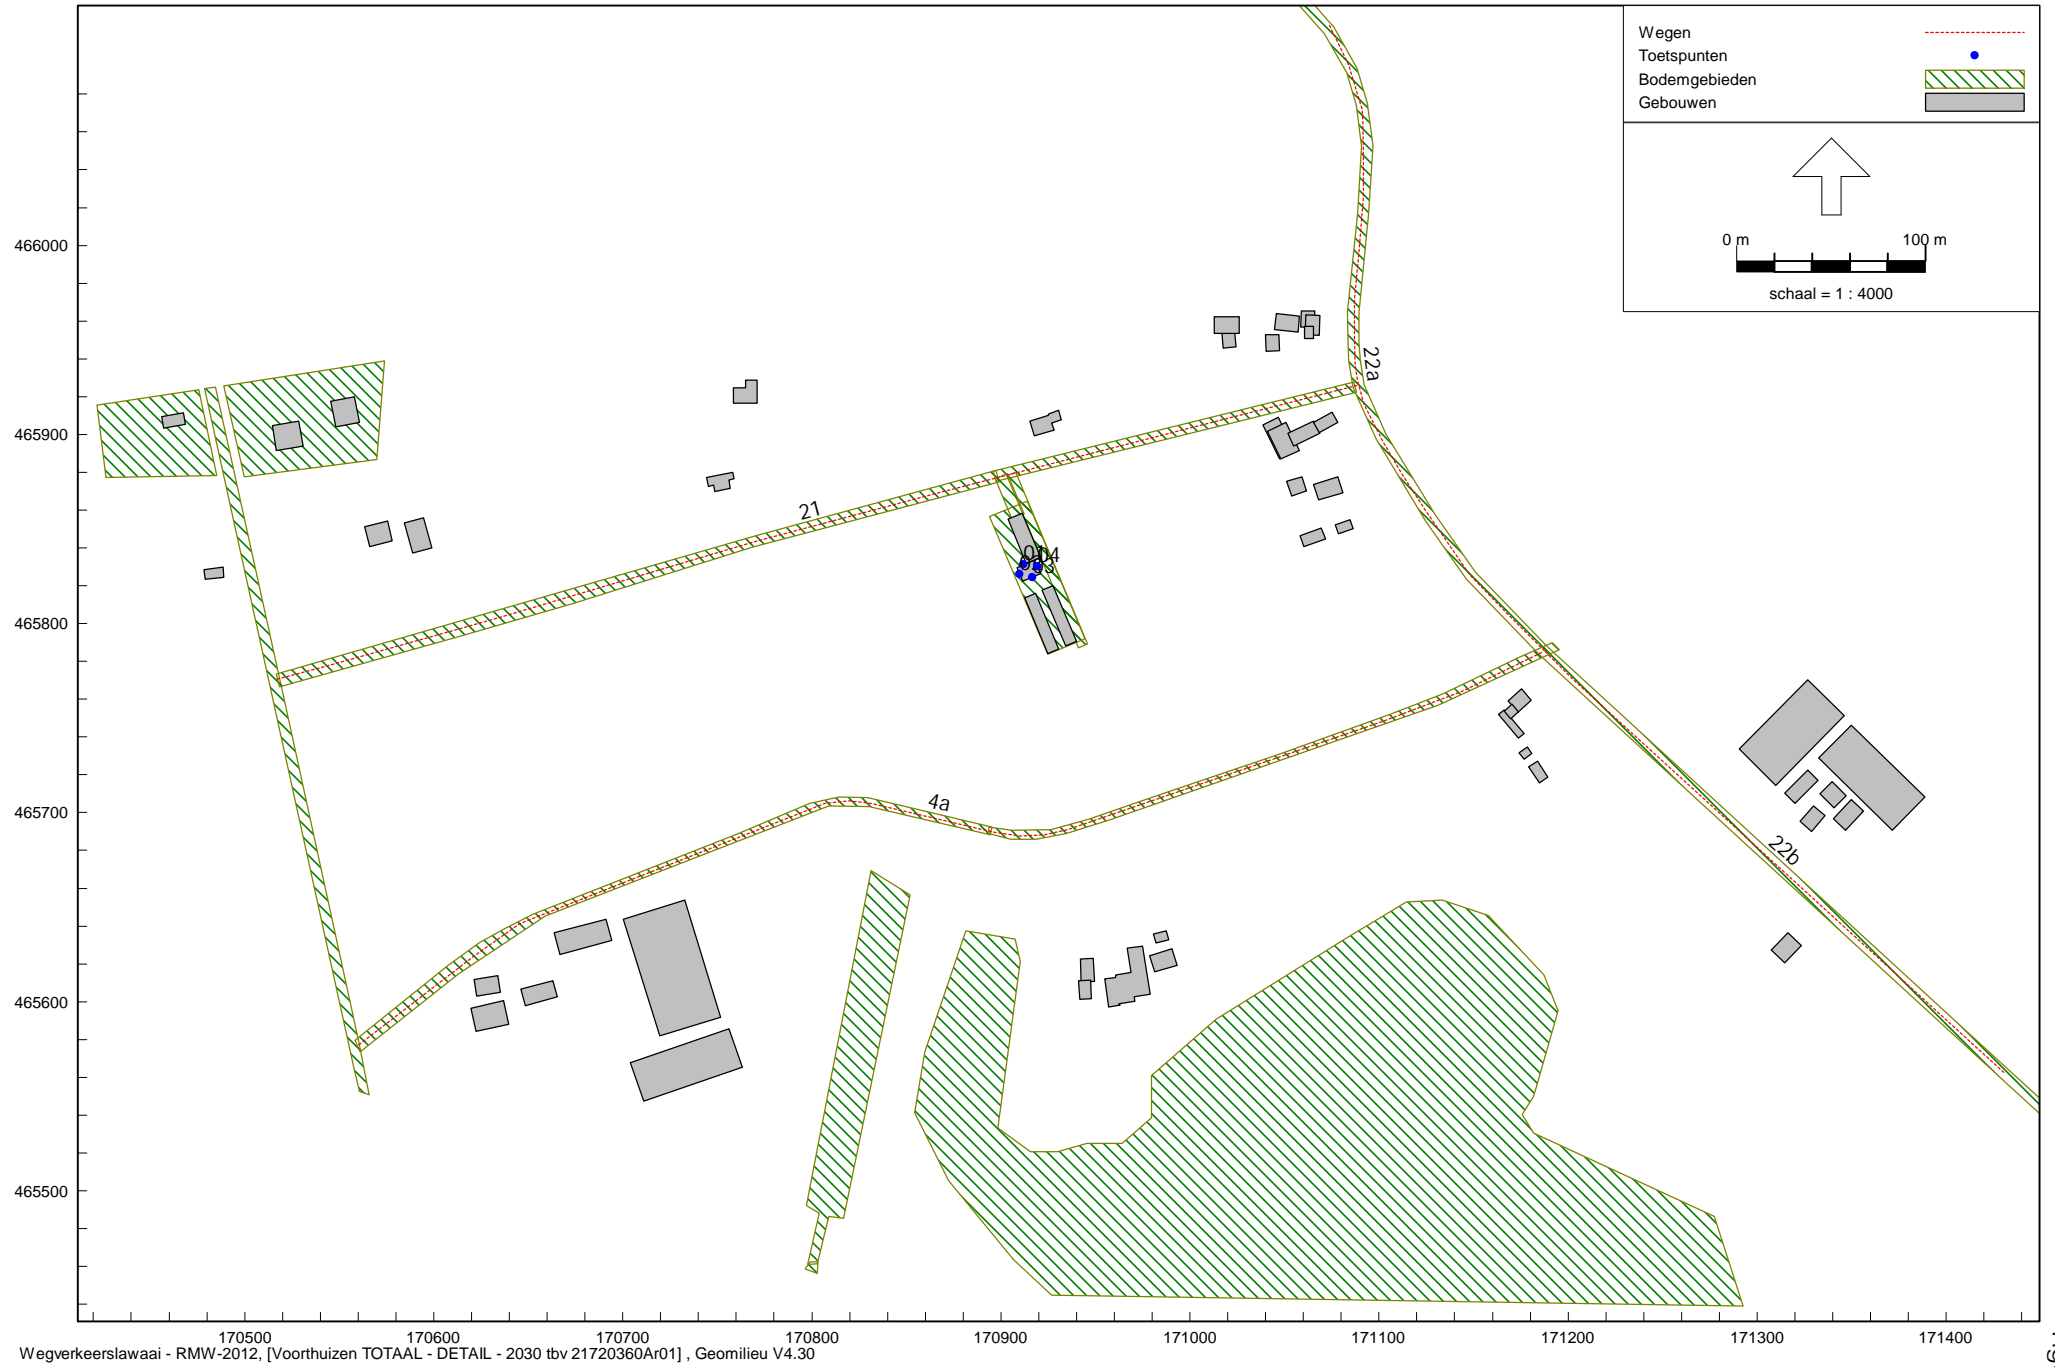 Wegen
Toetspunten
Bodemgebieden
Gebouwen
0 m 100 m
schaal = 1 : 4000
466000
22a
465900
21
04
465800
4a
465700
22b
465600
465500
170500 170600 170700 170800 170900 171000 171100 171200 171300 171400
Wegverkeerslawaai - RMW-2012, [Voorthuizen TOTAAL - DETAIL - 2030 tbv 21720360Ar01] , Geomilieu V4.30